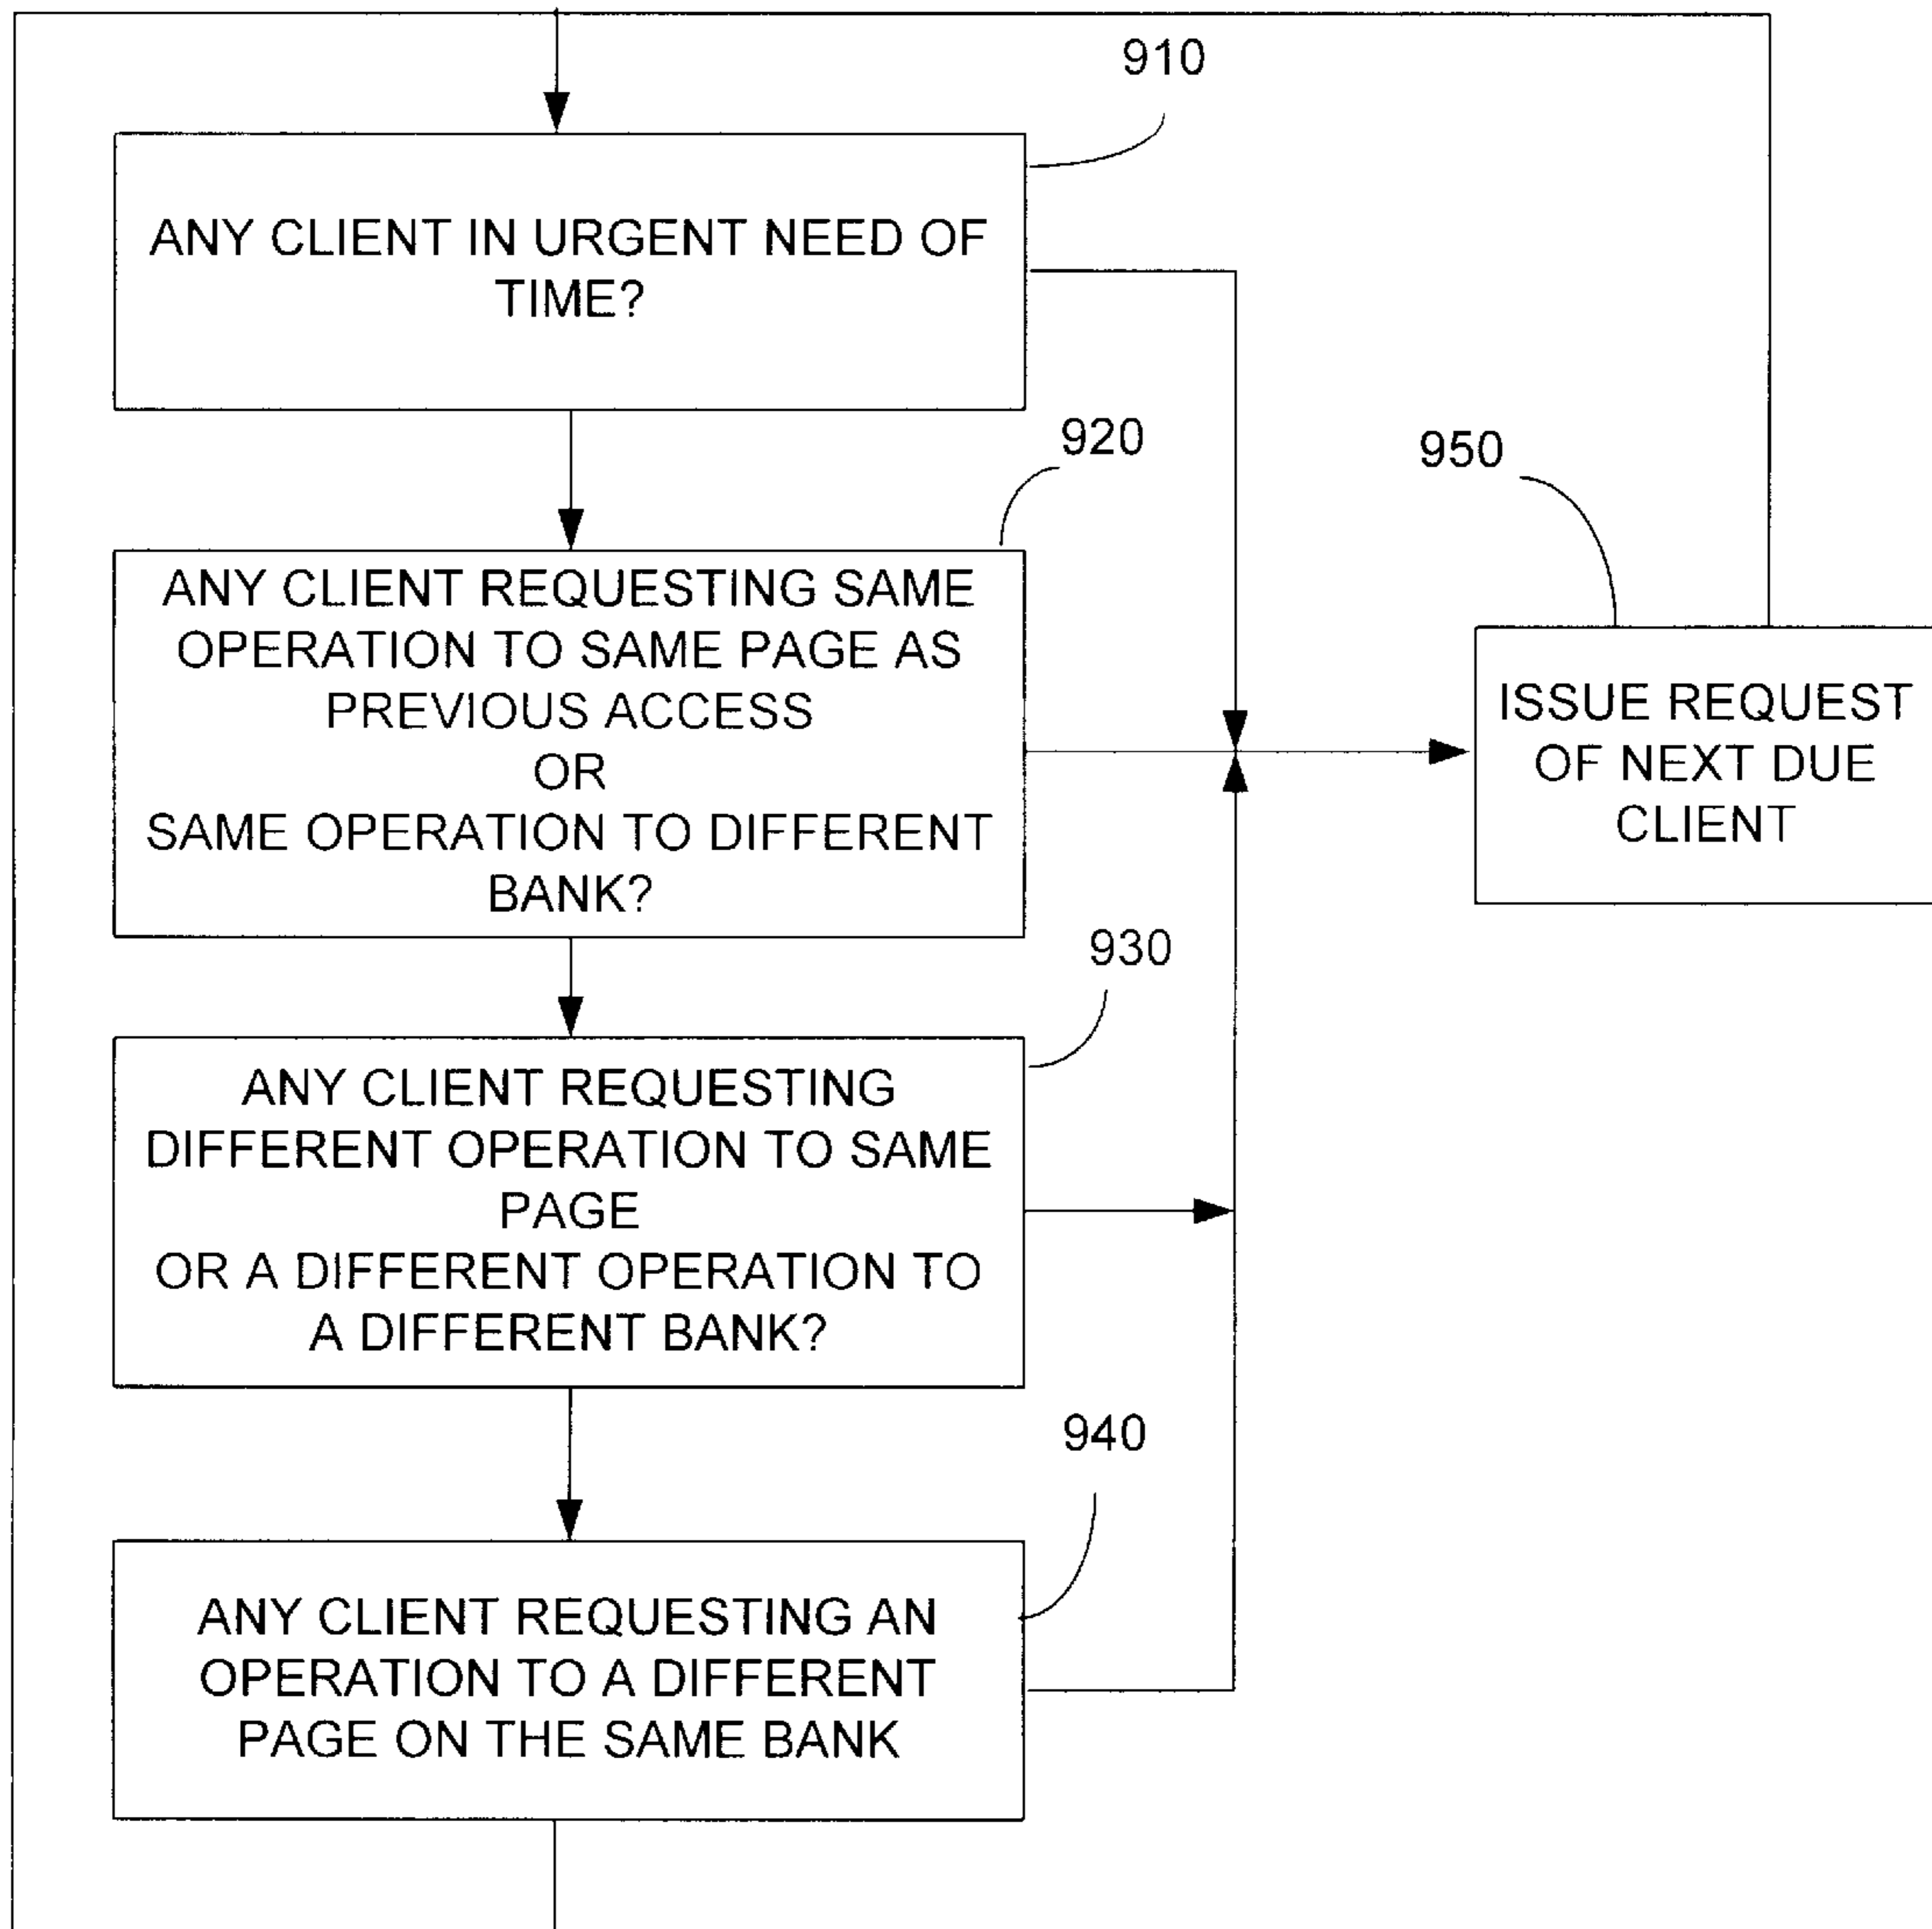 910
ANY CLIENT IN URGENT NEED OF
TIME?
920
ANY CLIENT REQUESTING SAME
OPERATION TO SAME PAGE AS
PREVIOUS ACCESS
OR
SAME OPERATION TO DIFFERENT
BANK?
950
ISSUE REQUEST
OF NEXT DUE
CLIENT
930
ANY CLIENT REQUESTING
DIFFERENT OPERATION TO SAME
PAGE
OR A DIFFERENT OPERATION TO
A DIFFERENT BANK?
940
ANY CLIENT REQUESTING AN
OPERATION TO A DIFFERENT
PAGE ON THE SAME BANK